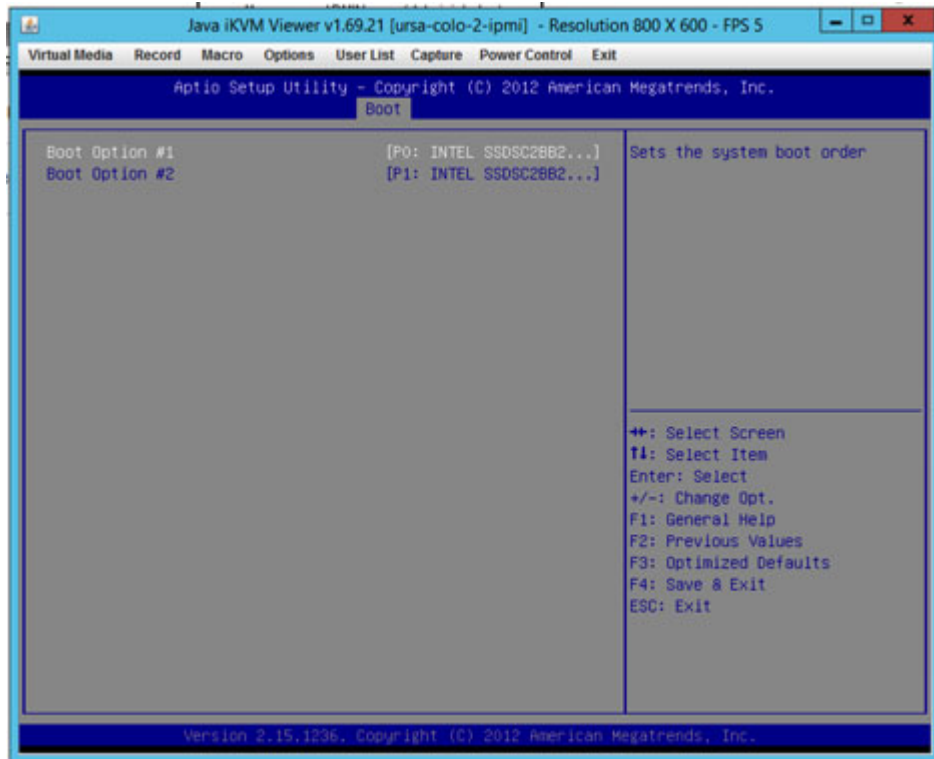 Java iKVM Viewer v1.69.21 [ursa-colo-2-ipmi] - Resolution 800 X 600 - FPS 5
Virtual Media Record Macro Options User List Capture Power Control Exit
Aptio Setup Utility - Copyright (C) 2012 American Megatrends, Inc.
Boot
Boot Option #1 [P0: INTEL SSDSC2BB2...]
Boot Option #2 [P1: INTEL SSDSC2BB2...]
Sets the system boot order
→←: Select Screen
↑↓: Select Item
Enter: Select
+/-: Change Opt.
F1: General Help
F2: Previous Values
F3: Optimized Defaults
F4: Save & Exit
ESC: Exit
Version 2.15.1236. Copyright (C) 2012 American Megatrends, Inc.